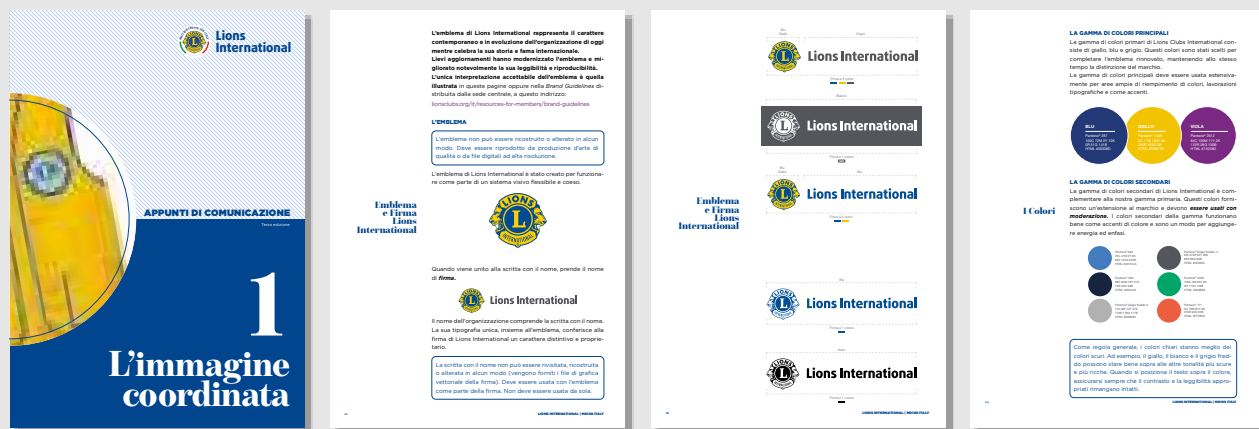 Lions
International
APPUNTI DI COMUNICAZIONE
Terza edizione
1
L'immagine
coordinata
L'emblema di Lions International rappresenta il carattere
contemporaneo e in evoluzione dell'organizzazione di oggi
mentre celebra la sua storia e fama internazionale.
Lievi aggiornamenti hanno modernizzato l'emblema e mi-
gliorato notevolmente la sua leggibilità e riproducibilità.
L'unica interpretazione accettabile dell'emblema è quella
illustrata in queste pagine oppure nella Brand Guidelines di-
stribuita dalla sede centrale, a questo indirizzo:
lionsclubs.org/it/resources-for-members/brand-guidelines
L'EMBLEMA
L'emblema non può essere ricostruito o alterato in alcun
modo. Deve essere riprodotto da produzione d'arte di
qualità o da file digitali ad alta risoluzione.
L'emblema di Lions International è stato creato per funziona-
re come parte di un sistema visivo flessibile e coeso.
Emblema
e Firma
Lions
International
LIONS
L
INTERNATIONAL
Quando viene unito alla scritta con il nome, prende il nome
di firma.
Lions International
Il nome dell'organizzazione comprende la scritta con il nome.
La sua tipografia unica, insieme all'emblema, conferisce alla
firma di Lions International un carattere distintivo e proprie-
tario.
La scritta con il nome non può essere rivisitata, ricostruita
o alterata in alcun modo (vengono forniti i file di grafica
vettoriale della firma). Deve essere usata con l'emblema
come parte della firma. Non deve essere usata da sola.
LIONS INTERNATIONAL | MD108 ITALY
Blu
Giallo
Grigio
Lions International
Bianco
Lions International
Blu
Giallo
Blu
Lions International
Emblema
e Firma
Lions
International
Blu
Lions International
Lions International
LIONS INTERNATIONAL | MD108 ITALY
LA GAMMA DI COLORI PRINCIPALI
La gamma di colori primari di Lions Clubs International con-
siste di giallo, blu e grigio. Questi colori sono stati scelti per
completare l'emblema rinnovato, mantenendo allo stesso
tempo la distinzione del marchio.
La gamma di colori principali deve essere usata estensiva-
mente per aree ampie di riempimento di colori, lavorazioni
tipografiche e come accenti.
BLU
GIALLO
VIOLA
LA GAMMA DI COLORI SECONDARI
La gamma di colori secondari di Lions International è com-
plementare alla nostra gamma primaria. Questi colori forni-
scono un'estensione al marchio e devono essere usati con
moderazione. I colori secondari della gamma funzionano
bene come accenti di colore e sono un modo per aggiunge-
re energia ed enfasi.
I Colori
Come regola generale, i colori chiari stanno meglio dei
colori scuri. Ad esempio, il giallo, il bianco e il grigio fred-
do possono stare bene sopra alle altre tonalità più scure
e più ricche. Quando si posiziona il testo sopra il colore,
assicurarsi sempre che il contrasto e la leggibilità appro-
priati rimangano intatti.
LIONS INTERNATIONAL | MD108 ITALY